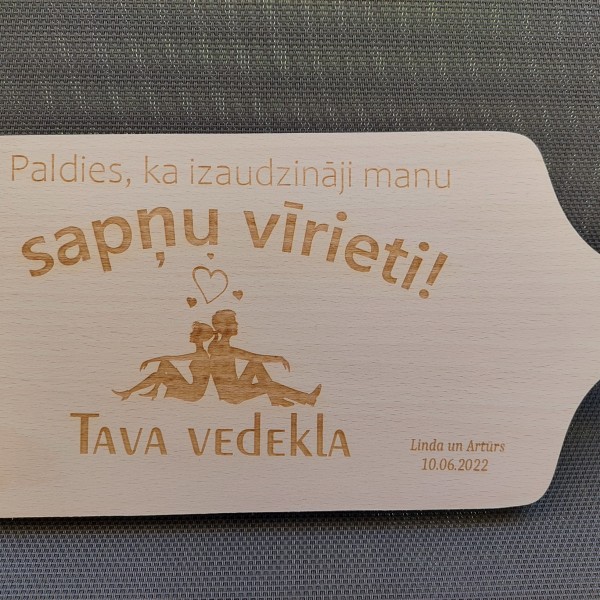 Paldies, ka izaudzināji manu
sapņu vīrieti!
Tava vedekla
Linda un Artūrs
10.06.2022